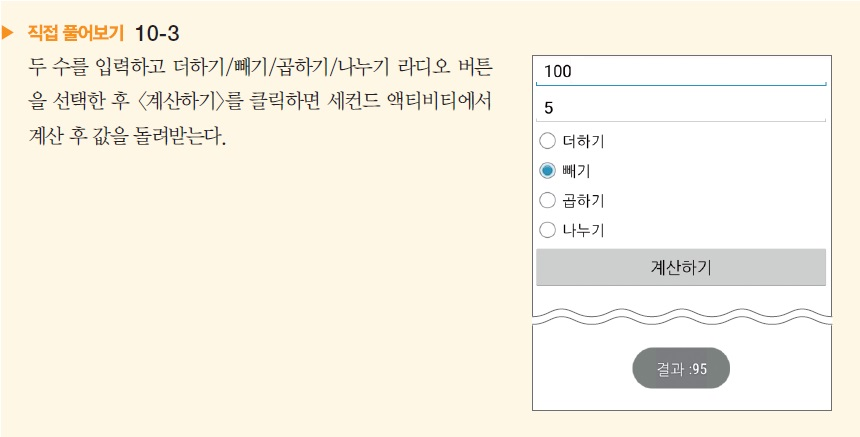 ▶ 직접 풀어보기 10-3
두 수를 입력하고 더하기/빼기/곱하기/나누기 라디오 버튼
을 선택한 후 〈계산하기〉를 클릭하면 세컨드 액티비티에서
계산 후 값을 돌려받는다.
100
5
더하기
빼기
곱하기
나누기
계산하기
결과 :95